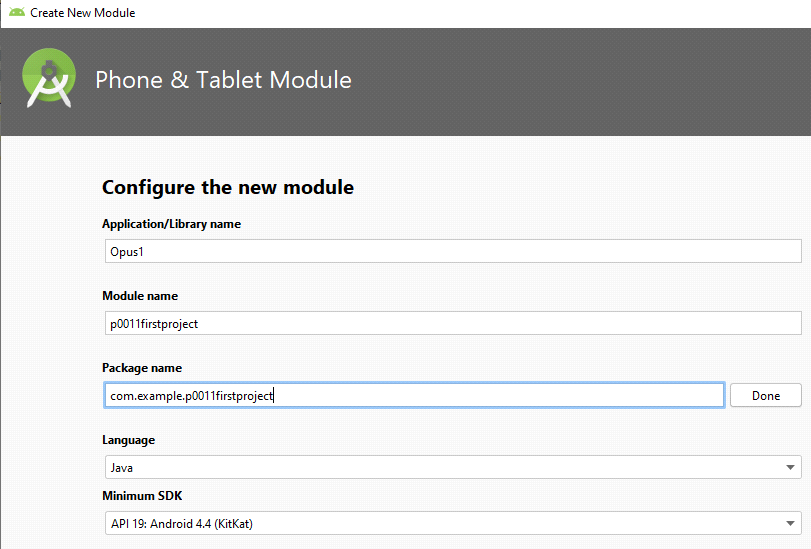 Create New Module
Phone & Tablet Module
Configure the new module
Application/Library name
Opus1
Module name
p0011firstproject
Package name
com.example.p0011firstproject
Done
Language
Java
Minimum SDK
API 19: Android 4.4 (KitKat)